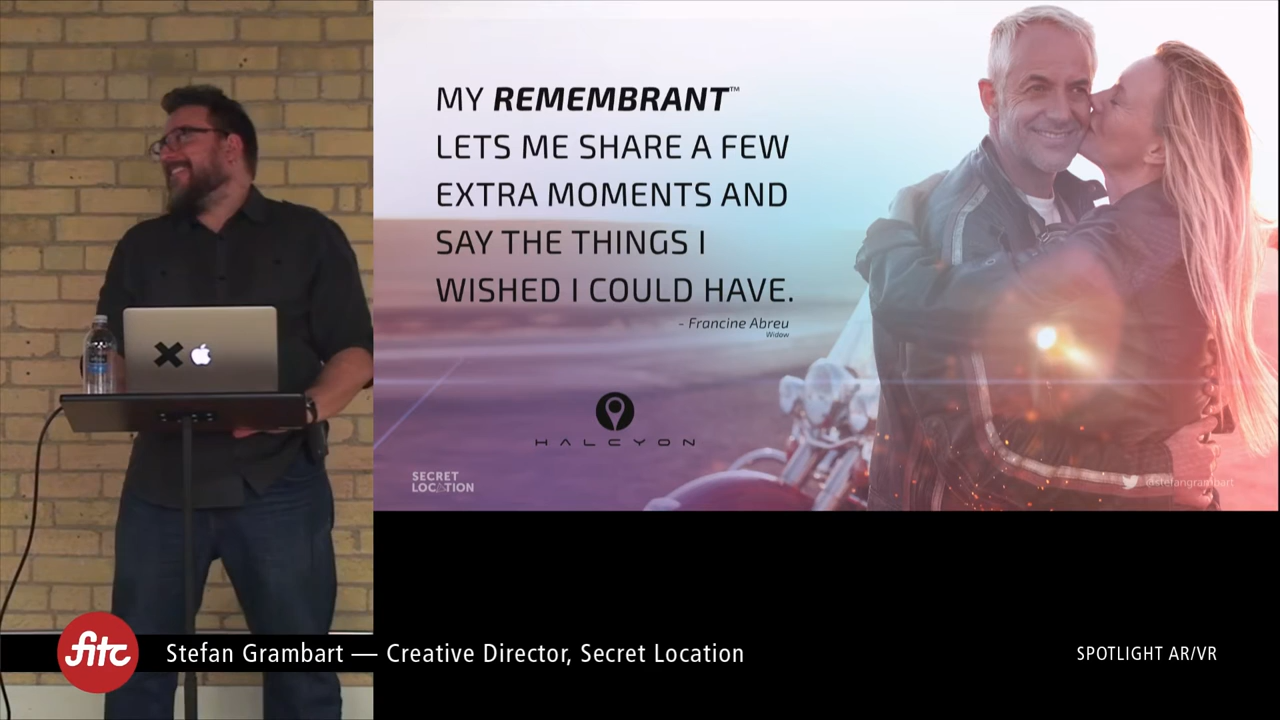 MY REMEMBRANT™
LETS ME SHARE A FEW
EXTRA MOMENTS AND
SAY THE THINGS I
WISHED I COULD HAVE.
- Francine Abreu
Widow
HALCYON
SECRET
LOCATION
@stefangrambart
fitc
Stefan Grambart — Creative Director, Secret Location
SPOTLIGHT AR/VR